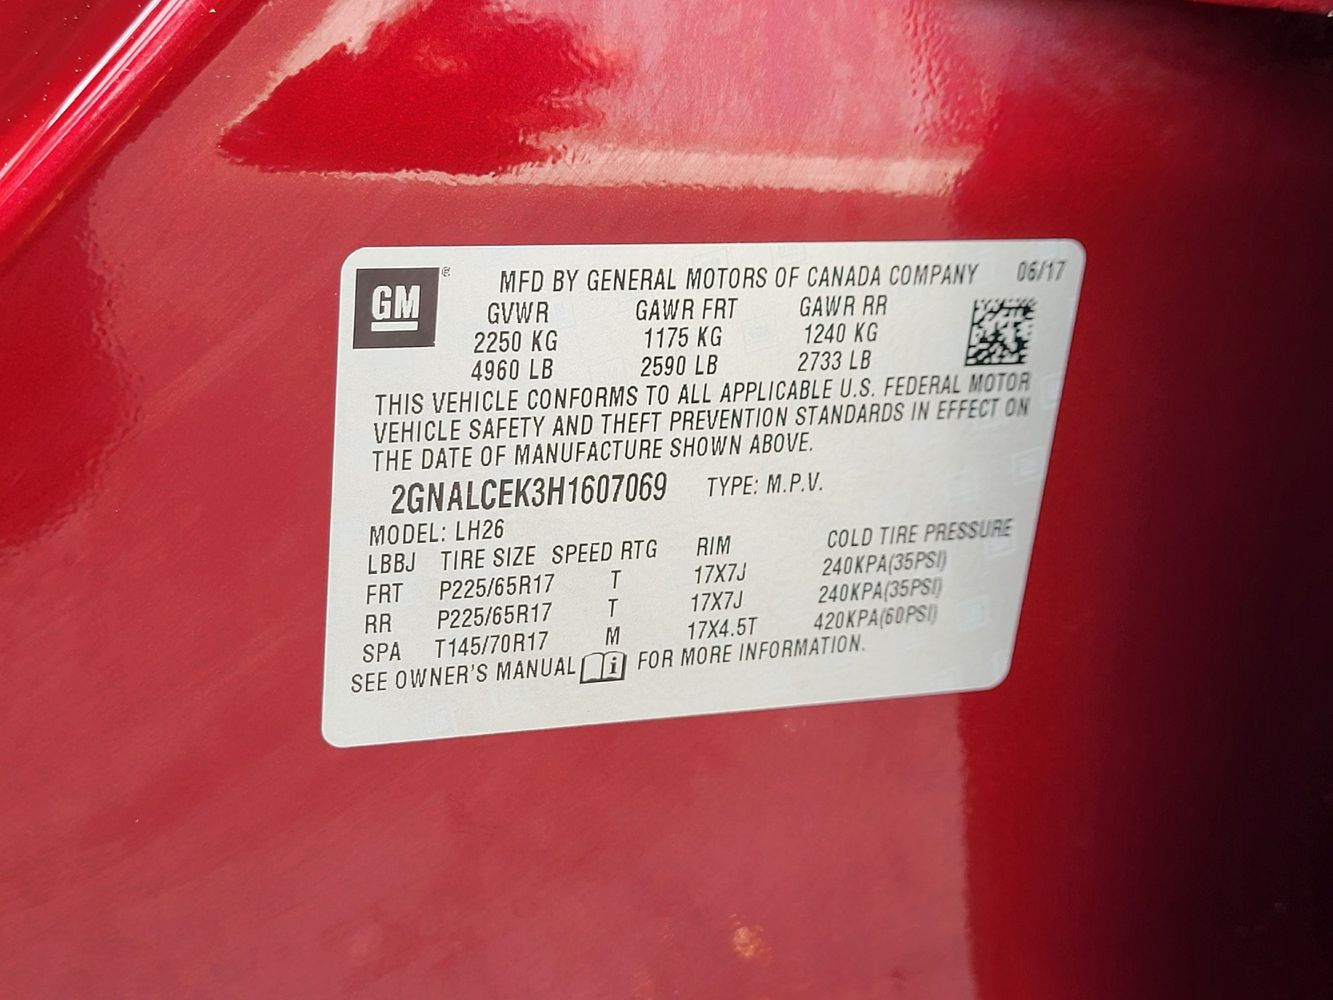 GM ®
MFD BY GENERAL MOTORS OF CANADA COMPANY 06/17
GVWR GAWR FRT GAWR RR
2250 KG 1175 KG 1240 KG
4960 LB 2590 LB 2733 LB
THIS VEHICLE CONFORMS TO ALL APPLICABLE U.S. FEDERAL MOTOR
VEHICLE SAFETY AND THEFT PREVENTION STANDARDS IN EFFECT ON
THE DATE OF MANUFACTURE SHOWN ABOVE.
2GNALCEK3H1607069 TYPE: M.P.V.
MODEL: LH26
LBBJ TIRE SIZE SPEED RTG RIM COLD TIRE PRESSURE
FRT P225/65R17 T 17X7J 240KPA(35PSI)
RR P225/65R17 T 17X7J 240KPA(35PSI)
SPA T145/70R17 M 17X4.5T 420KPA(60PSI)
SEE OWNER'S MANUAL i FOR MORE INFORMATION.